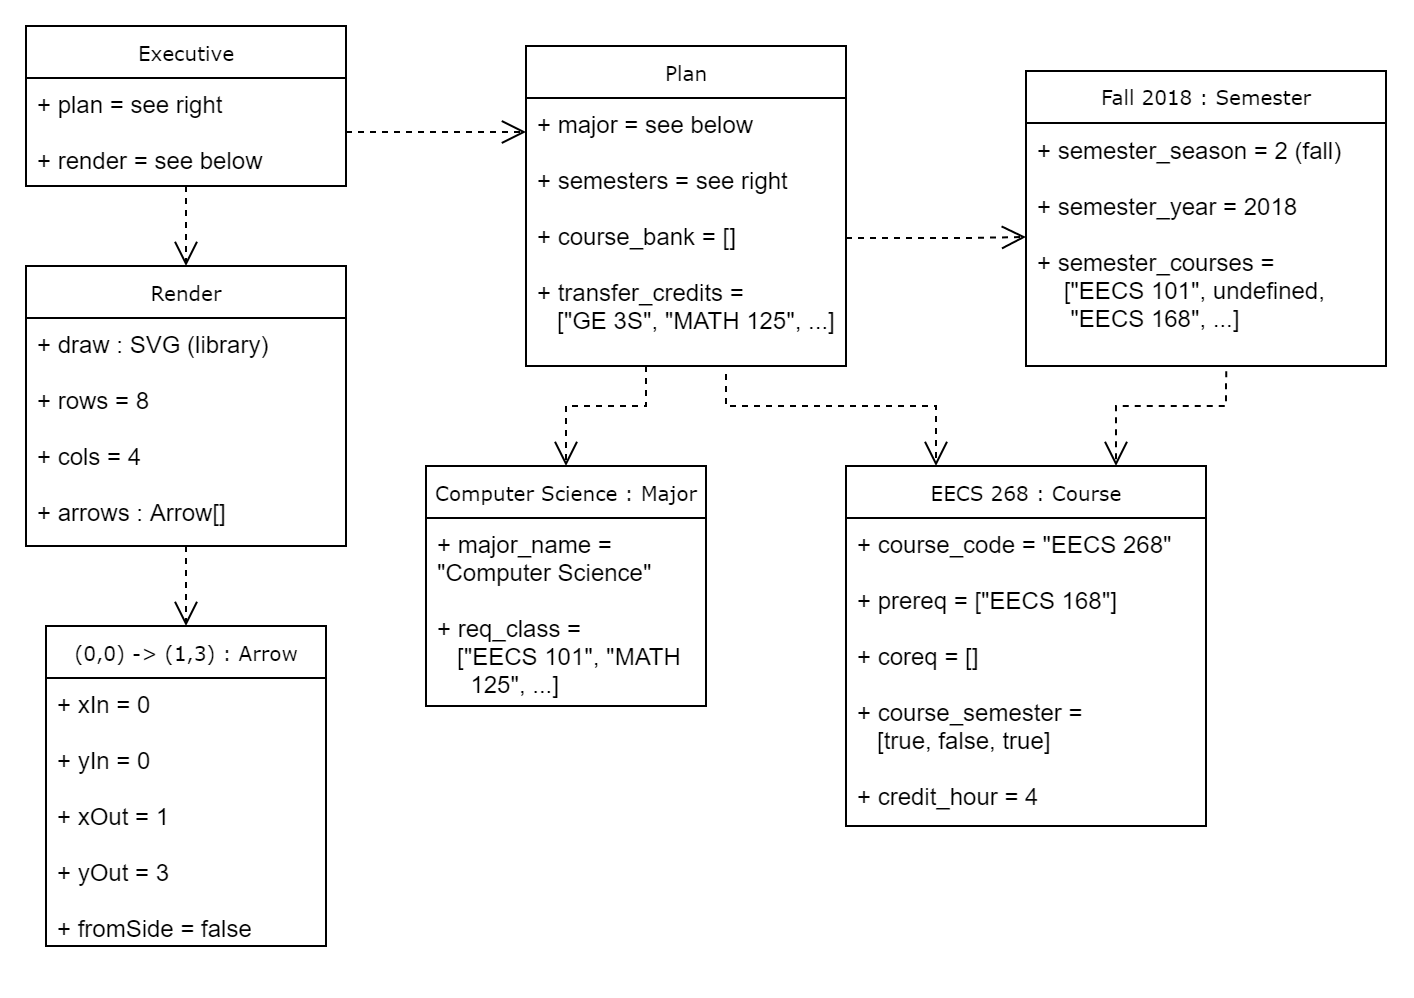 Executive
+ plan = see right
+ render = see below
Render
+ draw : SVG (library)
+ rows = 8
+ cols = 4
+ arrows : Arrow[]
(0,0) -> (1,3) : Arrow
+ xIn = 0
+ yIn = 0
+ xOut = 1
+ yOut = 3
+ fromSide = false
Plan
+ major = see below
+ semesters = see right
+ course_bank = []
+ transfer_credits =
["GE 3S", "MATH 125", ...]
Computer Science : Major
+ major_name =
"Computer Science"
+ req_class =
["EECS 101", "MATH
125", ...]
Fall 2018 : Semester
+ semester_season = 2 (fall)
+ semester_year = 2018
+ semester_courses =
["EECS 101", undefined,
"EECS 168", ...]
EECS 268 : Course
+ course_code = "EECS 268"
+ prereq = ["EECS 168"]
+ coreq = []
+ course_semester =
[true, false, true]
+ credit_hour = 4